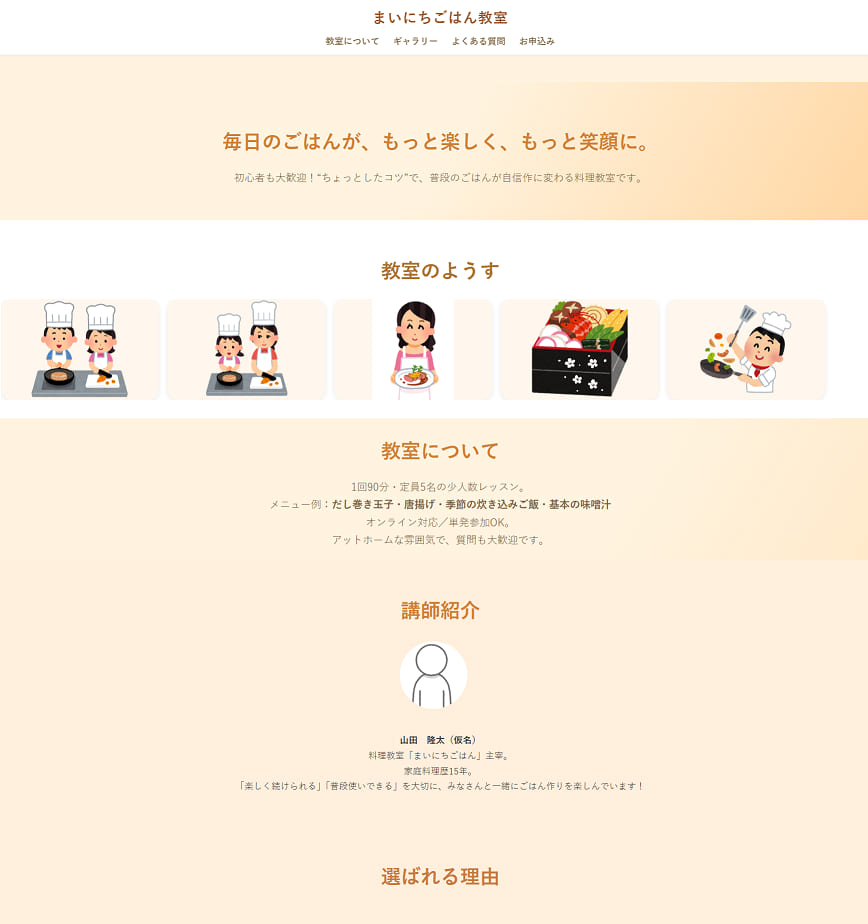 まいにちごはん教室
教室について ギャラリー よくある質問 お申込み
毎日のごはんが、もっと楽しく、もっと笑顔に。
初心者も大歓迎！“ちょっとしたコツ”で、普段のごはんが自信作に変わる料理教室です。
教室のようす
教室について
1回90分・定員5名の少人数レッスン。
メニュー例：だし巻き玉子・唐揚げ・季節の炊き込みご飯・基本の味噌汁
オンライン対応／単発参加OK。
アットホームな雰囲気で、質問も大歓迎です。
講師紹介
山田　隆太（仮名）
料理教室「まいにちごはん」主宰。
家庭料理歴15年。
「楽しく続けられる」「普段使いできる」を大切に、みなさんと一緒にごはん作りを楽しんでいます！
選ばれる理由